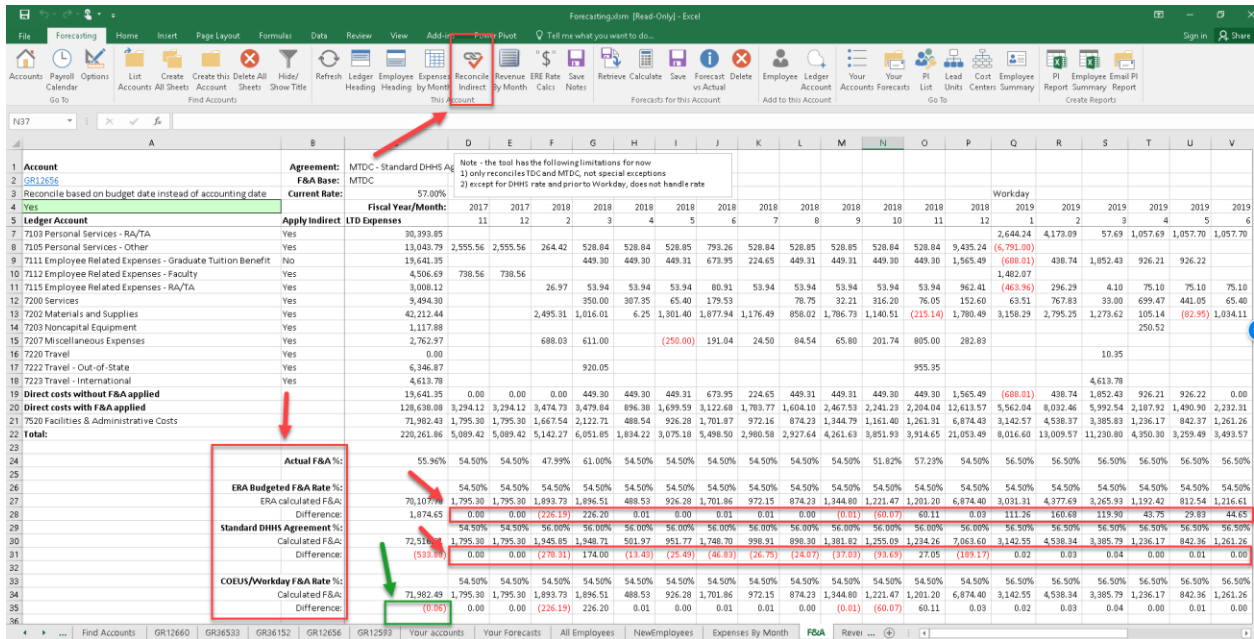 Forecasting.xlsm [Read-Only] - Excel
File Forecasting Home Insert Page Layout Formulas Data Review View Power Pivot Tell me what you want to do... Sign in Share
Accounts Payroll Calendar Options List Accounts Create All Sheets Create this Account Delete All Sheets Hide/ Show Title Refresh Ledger Heading Employee Heading Expenses by Month Reconcile Indirect Revenue By Month ERE Rate Calcs Save Notes Retrieve Calculate Save Forecast vs Actual Delete Employee Ledger Account Your Accounts Your Forecasts PI List Lead Units Cost Centers Employee Summary PI Report Employee Summary Email PI Report
Go To Find Accounts This Account Forecasts for this Account Add to this Account Go To Create Reports
N37 fx
A B D E F G H I J K L M N O P Q R S T U V
1 Account Agreement: MTDC - Standard DHHS
Note - the tool has the following limitations for now
1) only reconciles TDC and MTDC, not special exceptions
2) except for DHHS rate and prior to Workday, does not handle rate
2 GR12656 F&A Base: MTDC
3 Reconcile based on budget date instead of accounting date Current Rate: 57.00% Workday
4 Yes Fiscal Year/Month: 2017 2017 2018 2018 2018 2018 2018 2018 2018 2018 2018 2018 2018 2019 2019 2019 2019 2019 2019
5 Ledger Account Apply Indirect LTD Expenses 11 12 2 3 4 5 6 7 8 9 10 11 12 1 2 3 4 5 6
7 7103 Personal Services - RA/TA Yes 30,393.85 2,644.24 4,173.09 57.69 1,057.69 1,057.70 1,057.70
8 7105 Personal Services - Other Yes 13,043.79 2,555.56 2,555.56 264.42 528.84 528.84 528.85 793.26 528.84 528.85 528.85 528.84 528.84 9,435.24 (6,791.00)
9 7111 Employee Related Expenses - Graduate Tuition Benefit No 19,641.35 449.30 449.30 449.31 673.95 224.65 449.31 449.31 449.30 449.30 1,565.49 (688.01) 438.74 1,852.43 926.21 926.22
10 7112 Employee Related Expenses - Faculty Yes 4,506.69 738.56 738.56 1,482.07
11 7115 Employee Related Expenses - RA/TA Yes 3,008.12 26.97 53.94 53.94 53.94 80.91 53.94 53.94 53.94 53.94 53.94 962.41 (463.96) 296.29 4.10 75.10 75.10 75.10
12 7200 Services Yes 9,494.30 350.00 307.35 65.40 179.53 78.75 32.21 316.20 76.05 152.60 63.51 767.83 33.00 699.47 441.05 65.40
13 7202 Materials and Supplies Yes 42,212.44 2,495.31 1,016.01 6.25 1,301.40 1,877.94 1,176.49 858.02 1,786.73 1,140.51 (215.14) 1,780.49 3,158.29 2,795.25 1,273.62 105.14 (82.95) 1,034.11
14 7203 Noncapital Equipment Yes 1,117.88 250.52
15 7207 Miscellaneous Expenses Yes 2,762.97 688.03 611.00 (250.00) 191.04 24.50 84.54 65.80 201.74 805.00 282.83
16 7220 Travel Yes 0.00 10.35
17 7222 Travel - Out-of-State Yes 6,346.87 920.05 955.35
18 7223 Travel - International Yes 4,613.78 4,613.78
19 Direct costs without F&A applied 19,641.35 0.00 0.00 0.00 449.30 449.30 449.31 673.95 224.65 449.31 449.31 449.30 449.30 1,565.49 (688.01) 438.74 1,852.43 926.21 926.22 0.00
20 Direct costs with F&A applied 128,638.08 3,294.12 3,294.12 3,474.73 3,479.84 896.38 1,699.59 3,122.68 1,783.77 1,604.10 2,467.53 2,241.23 2,204.04 12,613.57 5,562.04 8,032.46 5,992.54 2,187.92 1,490.90 2,232.31
21 7520 Facilities & Administrative Costs 71,982.43 1,795.30 1,795.30 1,667.54 2,122.71 488.54 926.28 1,701.87 972.16 874.23 1,344.79 1,161.40 1,261.31 6,874.43 3,142.57 4,538.37 3,385.83 1,236.17 842.37 1,261.26
22 Total: 220,261.86 5,089.42 5,089.42 5,142.27 6,051.85 1,834.22 3,075.18 5,498.50 2,980.58 2,927.64 4,261.63 3,851.93 3,914.65 21,053.49 8,016.60 13,009.57 11,230.80 4,350.30 3,259.49 3,493.57
23
24 Actual F&A %: 55.96% 54.50% 54.50% 47.99% 61.00% 54.50% 54.50% 54.50% 54.50% 54.50% 54.50% 51.82% 57.23% 54.50% 56.50% 56.50% 56.50% 56.50% 56.50% 56.50%
25
26 ERA Budgeted F&A Rate %: 54.50% 54.50% 54.50% 54.50% 54.50% 54.50% 54.50% 54.50% 54.50% 54.50% 54.50% 54.50% 54.50% 54.50% 54.50% 54.50% 54.50% 54.50% 54.50%
27 ERA calculated F&A: 1,795.30 1,795.30 1,893.73 1,896.51 488.53 926.28 1,701.86 972.15 874.23 1,344.80 1,221.47 1,201.20 6,874.40 3,031.31 4,377.69 3,265.93 1,192.42 812.54 1,216.61
28 Difference: 1,874.65 0.00 0.00 (226.19) 226.20 0.01 0.00 0.01 0.01 0.00 (0.01) (60.07) 60.11 0.03 111.26 160.68 119.90 43.75 29.83 44.65
29 Standard DHHS Agreement %: 54.50% 54.50% 56.00% 56.00% 56.00% 56.00% 56.00% 56.00% 56.00% 56.00% 56.00% 56.00% 56.00% 56.50% 56.50% 56.50% 56.50% 56.50% 56.50%
30 Calculated F&A: 1,795.30 1,795.30 1,945.85 1,948.71 501.97 951.77 1,748.70 998.91 898.30 1,381.82 1,255.09 1,234.26 7,063.60 3,142.55 4,538.34 3,385.79 1,236.17 842.36 1,261.26
31 Difference: 0.00 0.00 (278.31) 174.00 (13.43) (25.49) (46.83) (26.75) (24.07) (37.03) (93.69) 27.05 (189.17) 0.02 0.03 0.04 0.00 0.01 0.00
32
33 COEUS/Workday F&A Rate %: 54.50% 54.50% 54.50% 54.50% 54.50% 54.50% 54.50% 54.50% 54.50% 54.50% 54.50% 54.50% 54.50% 56.50% 56.50% 56.50% 56.50% 56.50% 56.50%
34 Calculated F&A: 71,982.49 1,795.30 1,795.30 1,893.73 1,896.51 488.53 926.28 1,701.86 972.15 874.23 1,344.80 1,221.47 1,201.20 6,874.40 3,142.55 4,538.34 3,385.79 1,236.17 842.36 1,261.26
35 Difference: (0.06) 0.00 0.00 (226.19) 226.20 0.01 0.00 0.01 0.01 0.00 (0.01) (60.07) 60.11 0.03 0.02 0.03 0.04 0.00 0.01 0.00
36
... Find Accounts GR12660 GR36533 GR36152 GR12656 GR12593 Your accounts Your Forecasts All Employees NewEmployees Expenses By Month F&A Rever ...